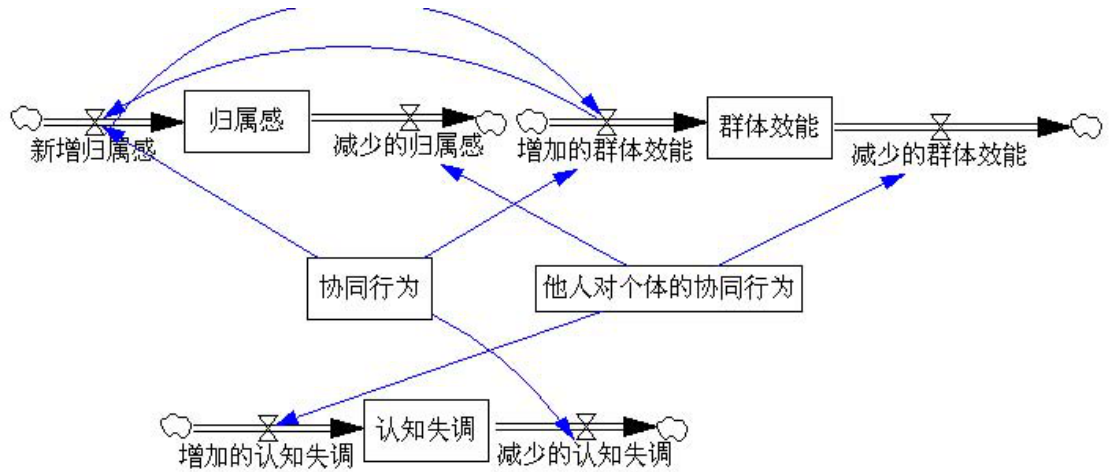 归属感
群体效能
新增归属感
减少的归属感
增加的群体效能
减少的群体效能
协同行为
他人对个体的协同行为
认知失调
增加的认知失调
减少的认知失调